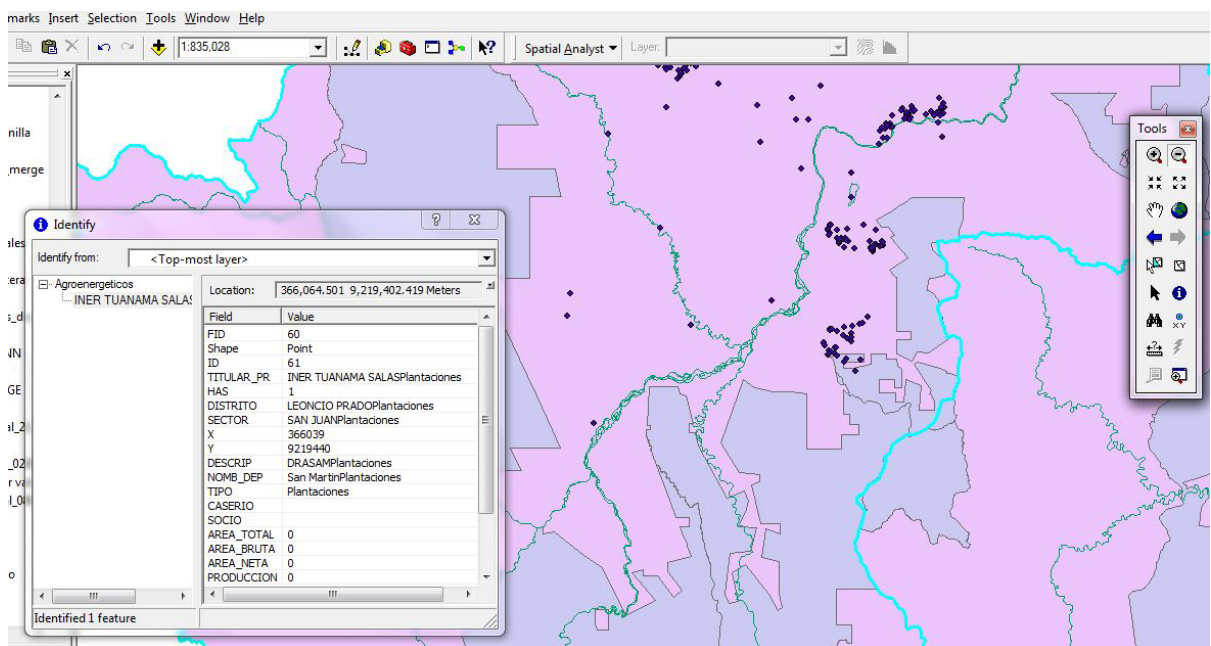 marks Insert Selection Tools Window Help
1:835,028
Spatial Analyst Layer:
nilla
merge
Tools
Identify
Identify from: <Top-most layer>
Agroenergeticos
INER TUANAMA SALAS
Location: 366,064.501 9,219,402.419 Meters
Field Value
FID 60
Shape Point
ID 61
TITULAR_PR INER TUANAMA SALASPlantaciones
HAS 1
DISTRITO LEONCIO PRADOPlantaciones
SECTOR SAN JUANPlantaciones
X 366039
Y 9219440
DESCRIP DRASAMPlantaciones
NOMB_DEP San MartinPlantaciones
TIPO Plantaciones
CASERIO
SOCIO
AREA_TOTAL 0
AREA_BRUTA 0
AREA_NETA 0
PRODUCCION 0
Identified 1 feature
ales
era
s_d
NN
GE
al_2
_02
r va
l_08
o
XY